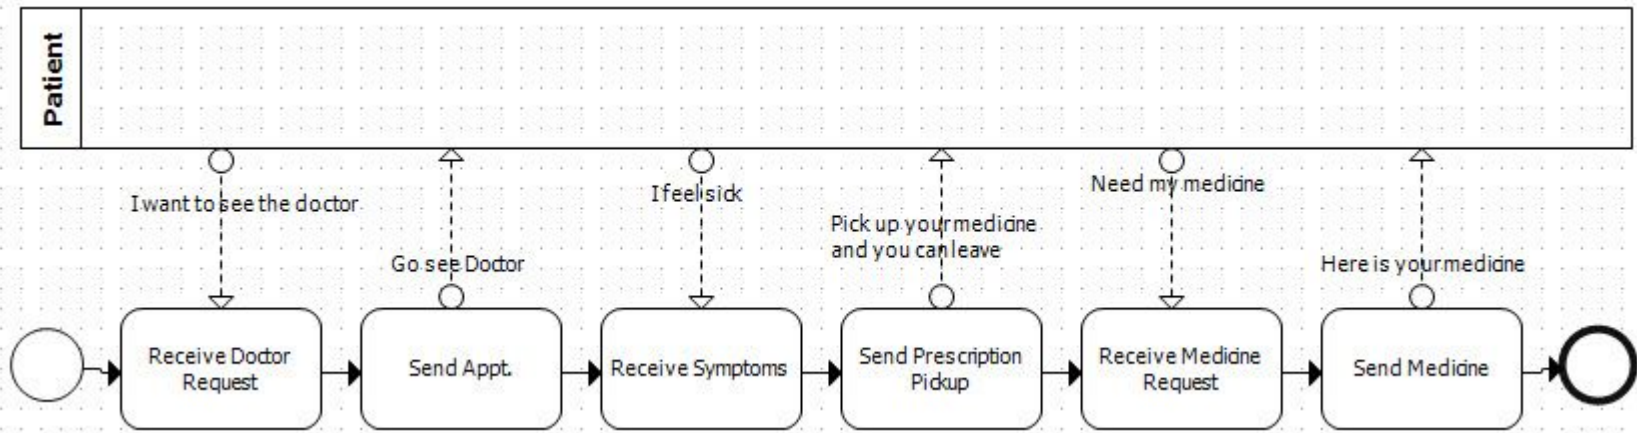 Patient
I want to see the doctor
Go see Doctor
I feel sick
Pick up your medicine
and you can leave
Need my medicine
Here is your medicine
Receive Doctor
Request
Send Appt.
Receive Symptoms
Send Prescription
Pickup
Receive Medicine
Request
Send Medicine